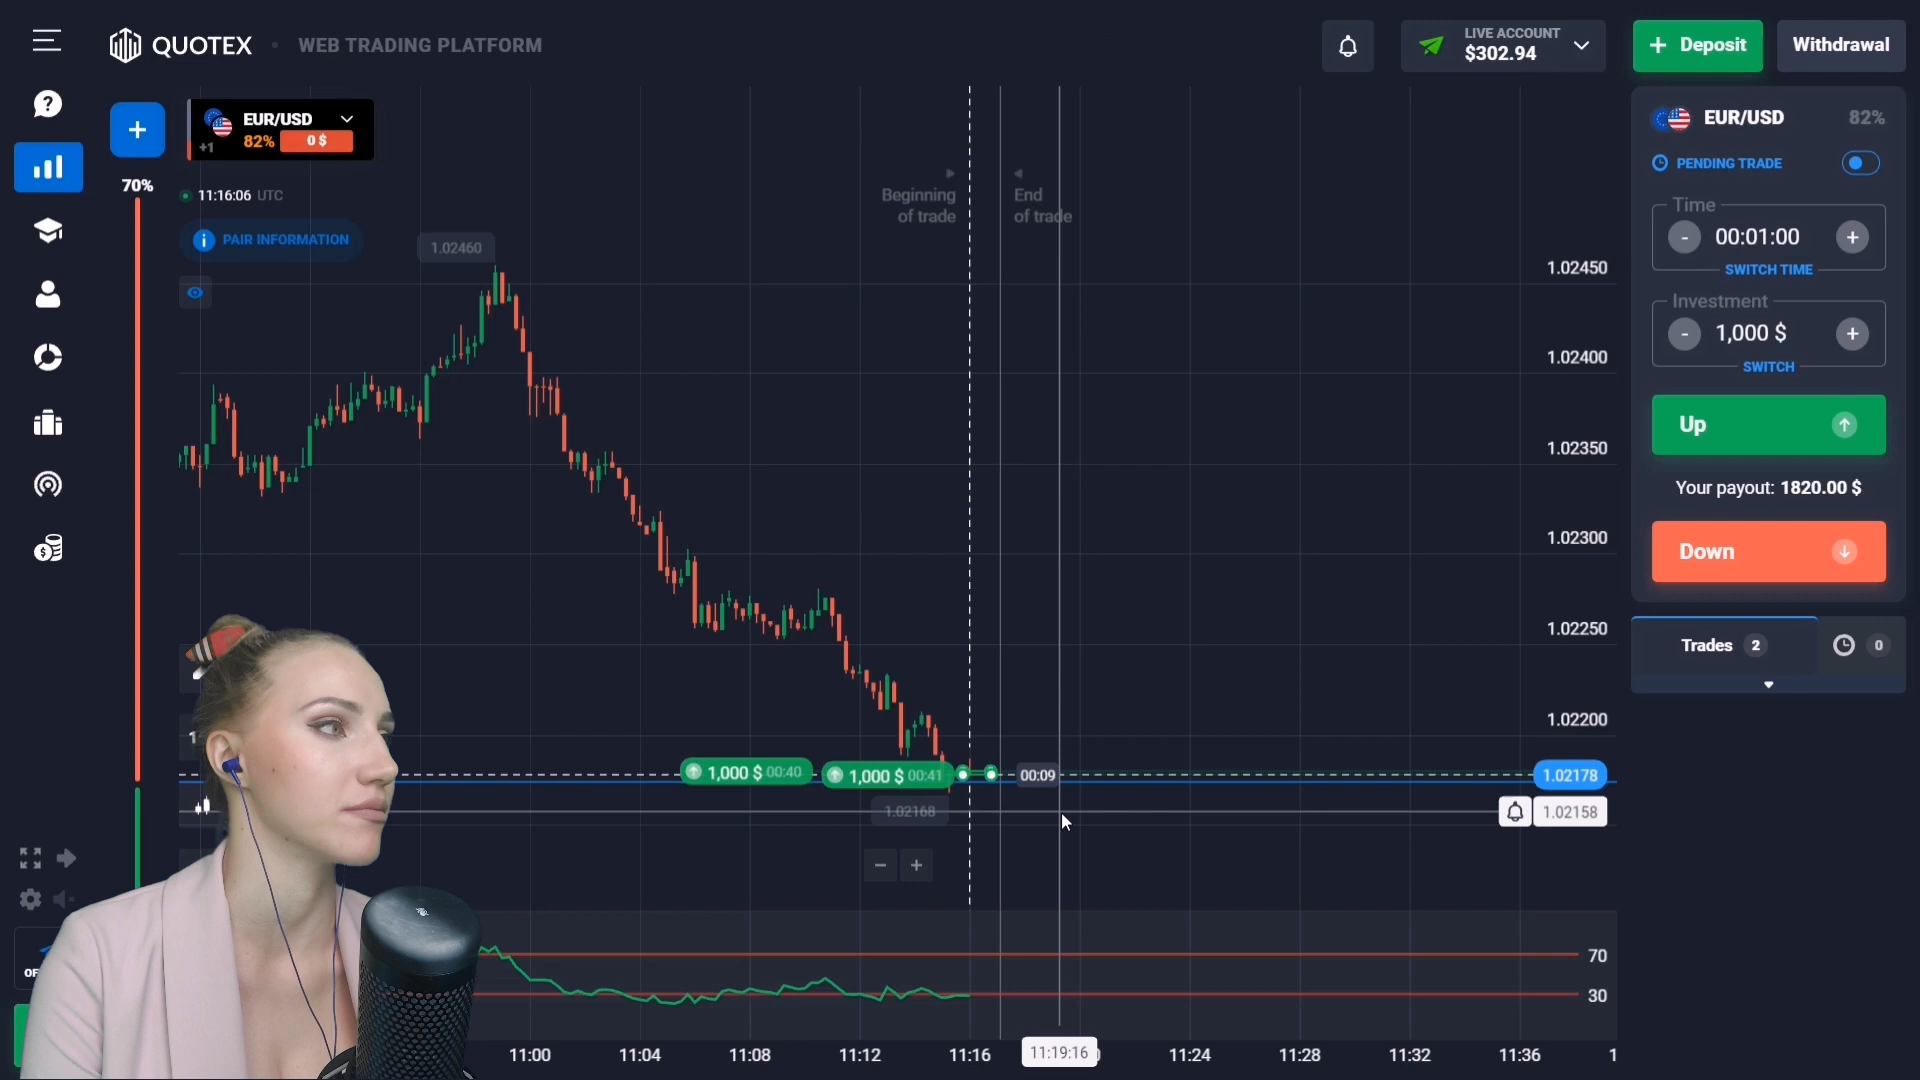 QUOTEX
WEB TRADING PLATFORM
LIVE ACCOUNT
$302.94
+ Deposit
Withdrawal
EUR/USD
+1
82%
0 $
70%
11:16:06 UTC
PAIR INFORMATION
1.02460
Beginning
of trade
End
of trade
1.02450
1.02400
1.02350
1.02300
1.02250
1.02200
EUR/USD
82%
PENDING TRADE
Time
- 00:01:00 +
SWITCH TIME
Investment
- 1,000 $ +
SWITCH
Up
Your payout: 1820.00 $
Down
Trades 2
0
1,000 $ 00:40
1,000 $ 00:41
00:09
1.02178
1.02168
1.02158
- +
70
30
11:00
11:04
11:08
11:12
11:16
11:19:16
11:24
11:28
11:32
11:36
1